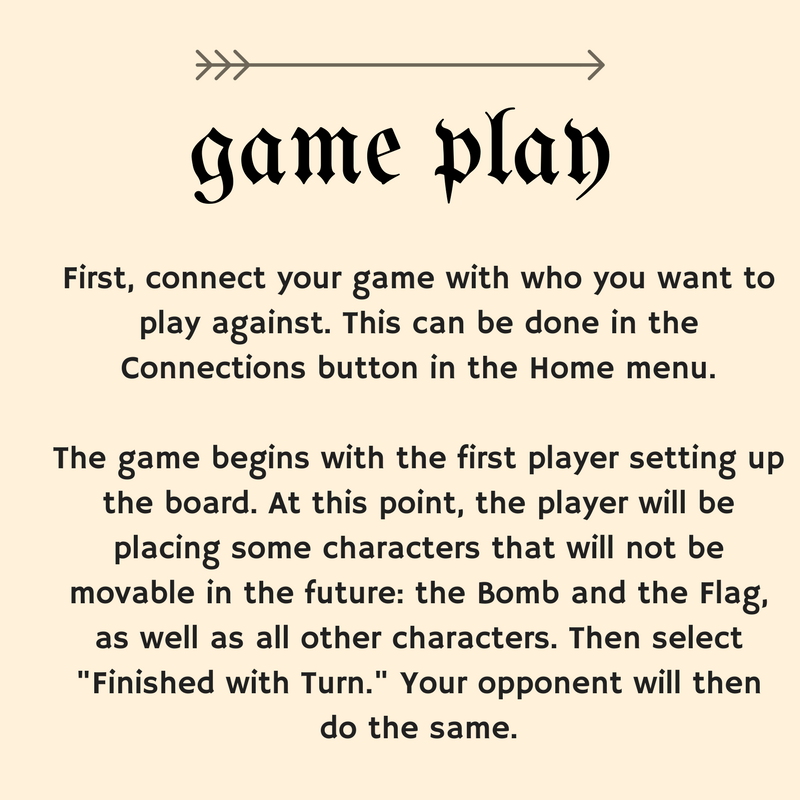 game play
First, connect your game with who you want to
play against. This can be done in the
Connections button in the Home menu.
The game begins with the first player setting up
the board. At this point, the player will be
placing some characters that will not be
movable in the future: the Bomb and the Flag,
as well as all other characters. Then select
"Finished with Turn." Your opponent will then
do the same.